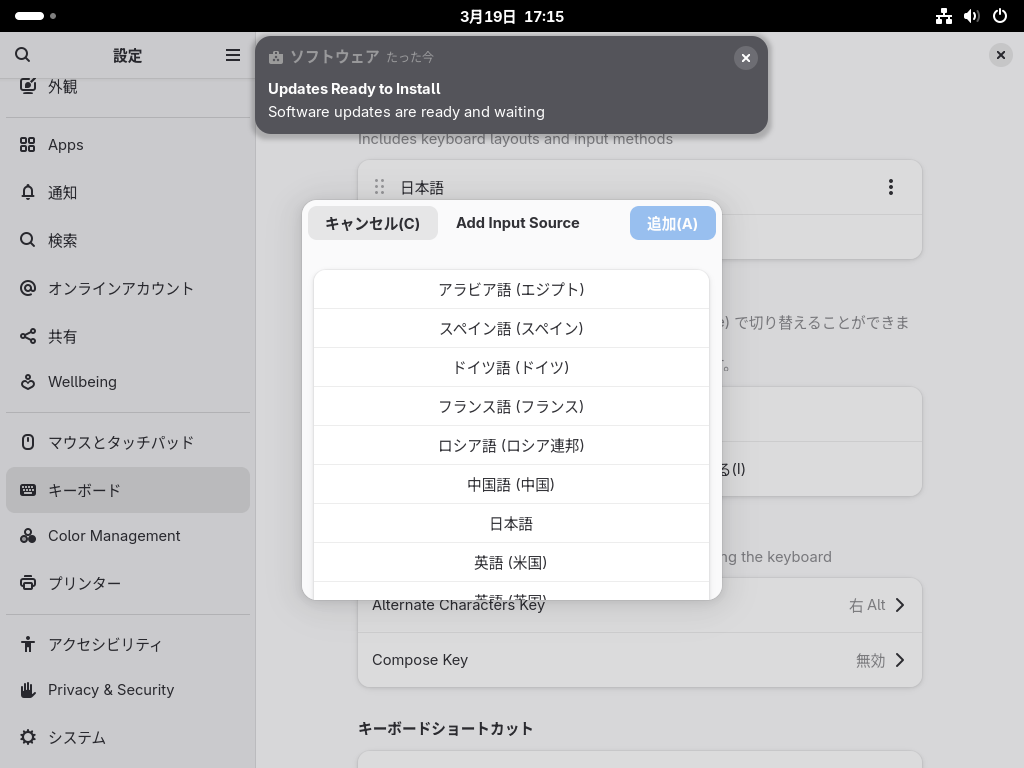 3月19日 17:15
設定
外観
Apps
通知
検索
オンラインアカウント
共有
Wellbeing
マウスとタッチパッド
キーボード
Color Management
プリンター
アクセシビリティ
Privacy & Security
システム
ソフトウェア たった今
Updates Ready to Install
Software updates are ready and waiting
Includes keyboard layouts and input methods
日本語
キャンセル(C)
Add Input Source
追加(A)
アラビア語 (エジプト)
スペイン語 (スペイン)
ドイツ語 (ドイツ)
フランス語 (フランス)
ロシア語 (ロシア連邦)
中国語 (中国)
日本語
英語 (米国)
英語 (英国)
で切り替えることができま
す。
る(I)
the keyboard
Alternate Characters Key
右 Alt
Compose Key
無効
キーボードショートカット